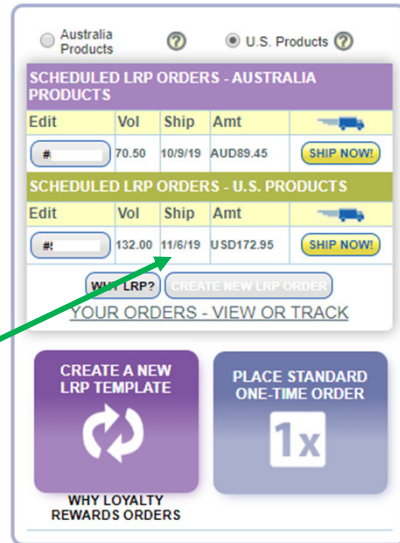 Australia Products
U.S. Products
SCHEDULED LRP ORDERS - AUSTRALIA
PRODUCTS
Edit Vol Ship Amt
# 70.50 10/9/19 AUD89.45 SHIP NOW!
SCHEDULED LRP ORDERS - U.S. PRODUCTS
Edit Vol Ship Amt
#! 132.00 11/6/19 USD172.95 SHIP NOW!
WHY LRP? CREATE NEW LRP ORDER
YOUR ORDERS - VIEW OR TRACK
CREATE A NEW
LRP TEMPLATE
WHY LOYALTY
REWARDS ORDERS
PLACE STANDARD
ONE-TIME ORDER
1x